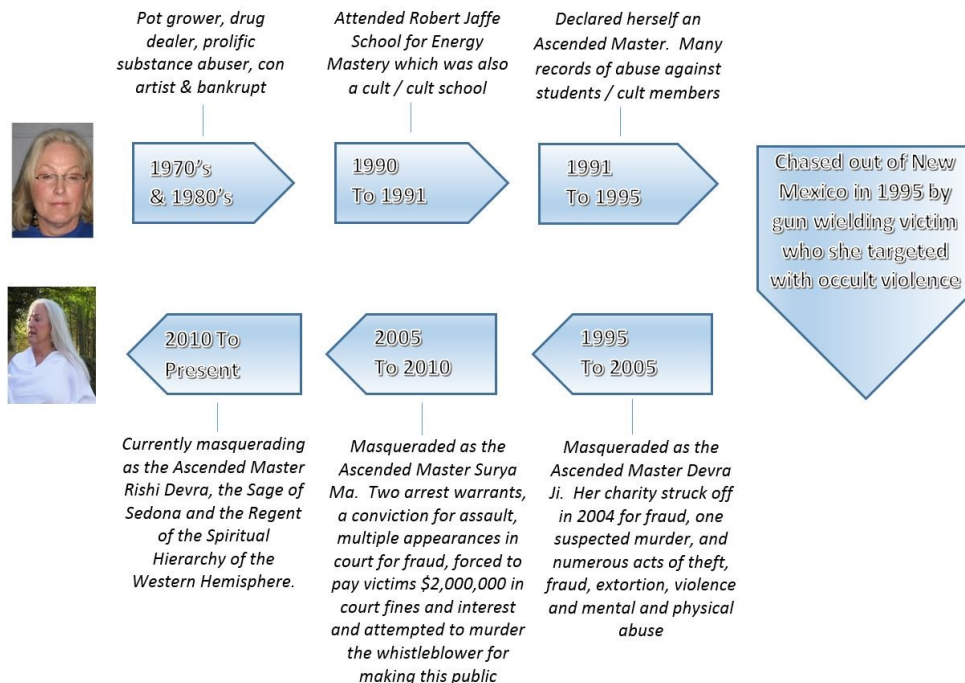 Pot grower, drug
dealer, prolific
substance abuser, con
artist & bankrupt
Attended Robert Jaffe
School for Energy
Mastery which was also
a cult / cult school
Declared herself an
Ascended Master.  Many
records of abuse against
students / cult members
1970's
& 1980's
1990
To 1991
1991
To 1995
Chased out of New
Mexico in 1995 by
gun wielding victim
who she targeted
with occult violence
2010 To
Present
2005
To 2010
1995
To 2005
Currently masquerading
as the Ascended Master
Rishi Devra, the Sage of
Sedona and the Regent
of the Spiritual
Hierarchy of the
Western Hemisphere.
Masqueraded as the
Ascended Master Surya
Ma.  Two arrest warrants,
a conviction for assault,
multiple appearances in
court for fraud, forced to
pay victims $2,000,000 in
court fines and interest
and attempted to murder
the whistleblower for
making this public
Masqueraded as the
Ascended Master Devra
Ji.  Her charity struck off
in 2004 for fraud, one
suspected murder, and
numerous acts of theft,
fraud, extortion, violence
and mental and physical
abuse